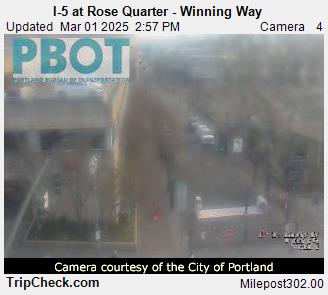 I-5 at Rose Quarter - Winning Way
Updated Mar 01 2025 2:57 PM Camera 4
PBOT
PORTLAND BUREAU OF TRANSPORTATION
Camera courtesy of the City of Portland
TripCheck.com Milepost302.00